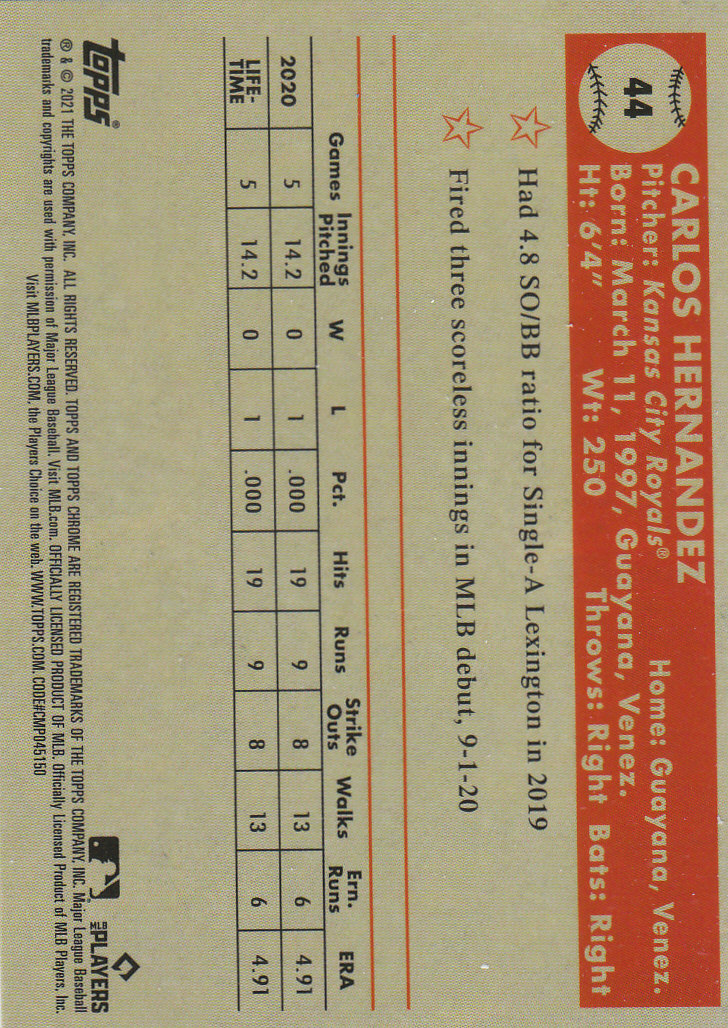 44
CARLOS HERNANDEZ
Pitcher: Kansas City Royals® Home: Guayana, Venez.
Born: March 11, 1997, Guayana, Venez.
Ht: 6'4" Wt: 250 Throws: Right Bats: Right
Had 4.8 SO/BB ratio for Single-A Lexington in 2019
Fired three scoreless innings in MLB debut, 9-1-20
Games Innings Pitched W L Pct. Hits Runs Strike Outs Walks Ern. Runs ERA
2020 5 14.2 0 1 .000 19 9 8 13 6 4.91
LIFE-TIME 5 14.2 0 1 .000 19 9 8 13 6 4.91
topps®
MLB PLAYERS
® & © 2021 THE TOPPS COMPANY, INC. ALL RIGHTS RESERVED. TOPPS AND TOPPS CHROME ARE REGISTERED TRADEMARKS OF THE TOPPS COMPANY, INC. Major League Baseball
trademarks and copyrights are used with permission of Major League Baseball. Visit MLB.com. OFFICIALLY LICENSED PRODUCT OF MLB. Officially Licensed Product of MLB Players, Inc.
Visit MLBPLAYERS.COM, the Players Choice on the web. WWW.TOPPS.COM. CODE#CMP045150